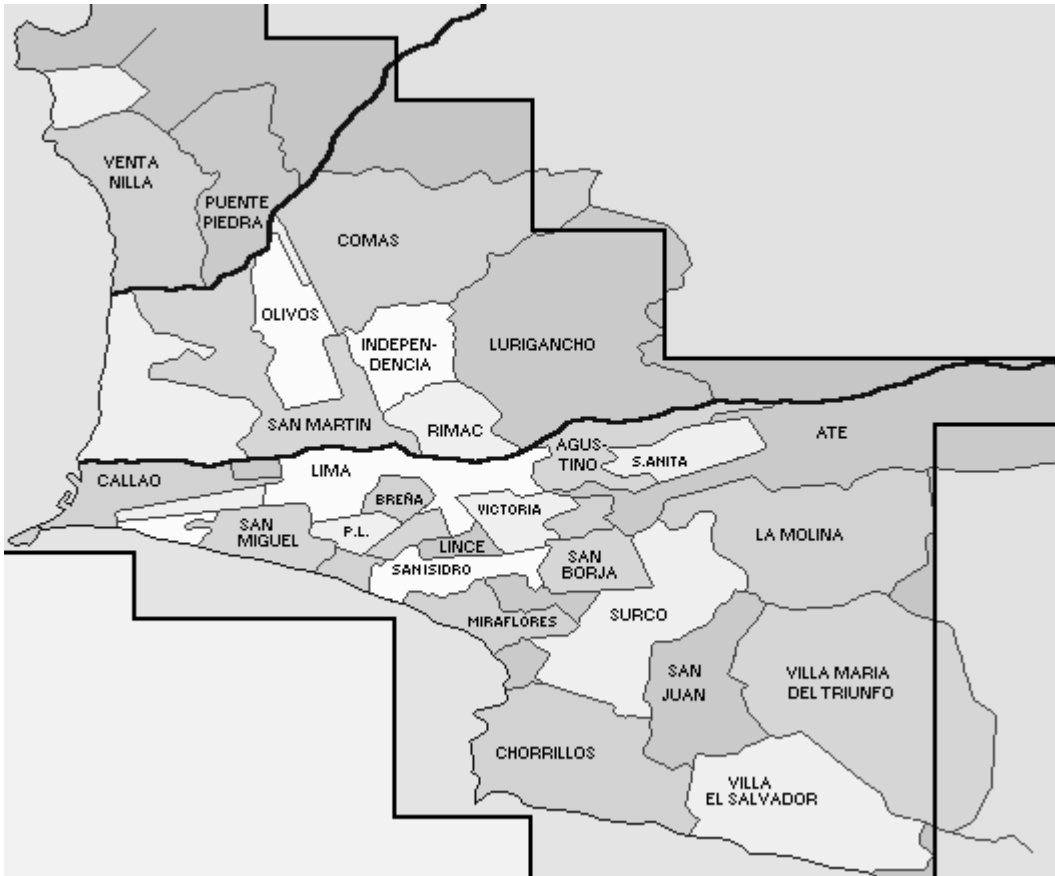 VENTA
NILLA
PUENTE
PIEDRA
COMAS
OLIVOS
INDEPEN-
DENCIA
LURIGANCHO
SAN MARTIN
RIMAC
AGUS-
TINO
S.ANITA
ATE
CALLAO
LIMA
BREÑA
VICTORIA
SAN
MIGUEL
P.L.
LINCE
SAN ISIDRO
SAN
BORJA
LA MOLINA
MIRAFLORES
SURCO
SAN
JUAN
VILLA MARIA
DEL TRIUNFO
CHORRILLOS
VILLA
EL SALVADOR